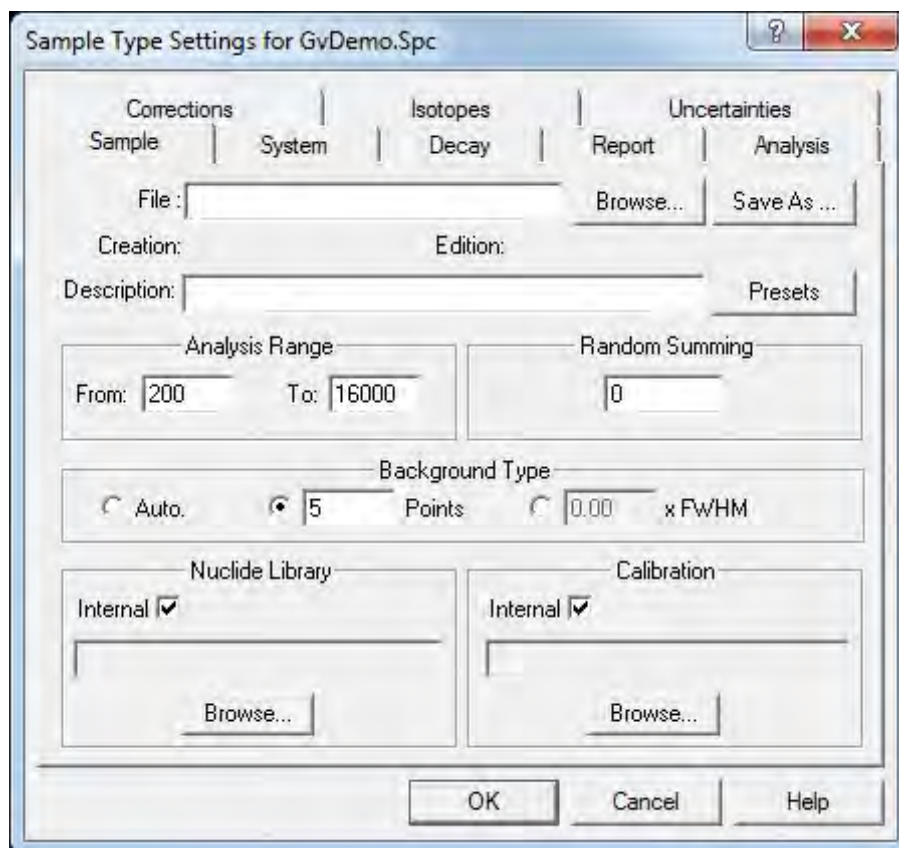 Sample Type Settings for GvDemo.Spc
Corrections Isotopes Uncertainties
Sample System Decay Report Analysis
File : Browse... Save As ...
Creation: Edition:
Description: Presets
Analysis Range Random Summing
From: 200 To: 16000 0
Background Type
Auto. 5 Points 0.00 x FWHM
Nuclide Library Calibration
Internal Internal
Browse... Browse...
OK Cancel Help